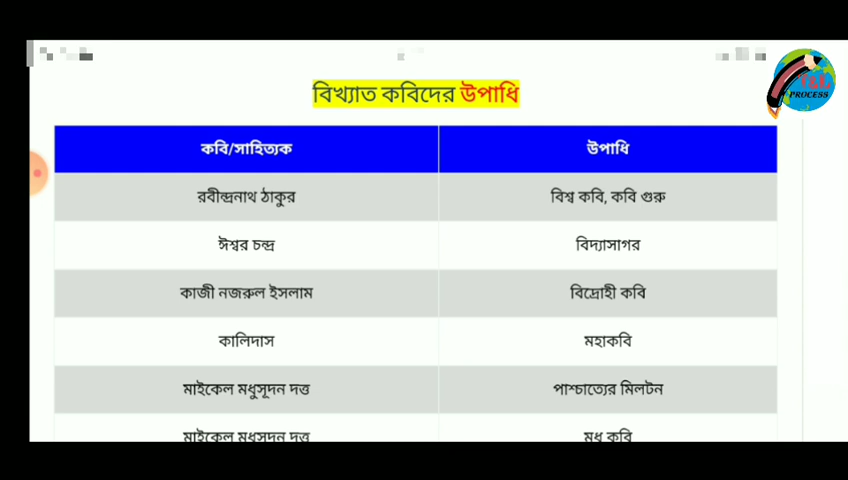 বিখ্যাত কবিদের উপাধি
PROCESS
কবি/সাহিত্যক উপাধি
রবীন্দ্রনাথ ঠাকুর বিশ্ব কবি, কবি গুরু
ঈশ্বর চন্দ্র বিদ্যাসাগর
কাজী নজরুল ইসলাম বিদ্রোহী কবি
কালিদাস মহাকবি
মাইকেল মধুসূদন দত্ত পাশ্চাত্যের মিলটন
মাইকেল মধুসূদন দত্ত মধু কবি